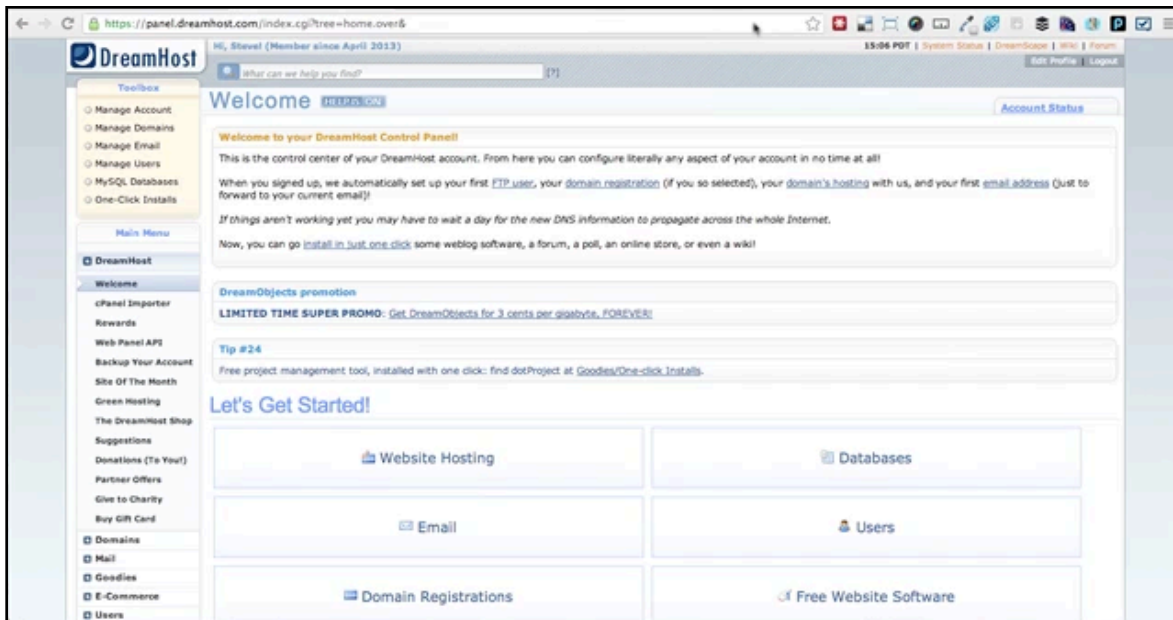 https://panel.dreamhost.com/index.cgi?tree=home.over&
DreamHost
Hi, Steve! (Member since April 2013)
15:06 PDT | System Status | DreamScape | Wiki | Forum
Edit Profile | Logout
What can we help you find?
[?]
Toolbox
Manage Account
Manage Domains
Manage Email
Manage Users
MySQL Databases
One-Click Installs
Main Menu
DreamHost
Welcome
cPanel Importer
Rewards
Web Panel API
Backup Your Account
Site Of The Month
Green Hosting
The DreamHost Shop
Suggestions
Donations (To You!)
Partner Offers
Give to Charity
Buy Gift Card
Domains
Mail
Goodies
E-Commerce
Users
Welcome HELP IS ON
Account Status
Welcome to your DreamHost Control Panel!
This is the control center of your DreamHost account. From here you can configure literally any aspect of your account in no time at all!
When you signed up, we automatically set up your first FTP user, your domain registration (if you so selected), your domain's hosting with us, and your first email address (just to
forward to your current email)!
If things aren't working yet you may have to wait a day for the new DNS information to propagate across the whole Internet.
Now, you can go install in just one click some weblog software, a forum, a poll, an online store, or even a wiki!
DreamObjects promotion
LIMITED TIME SUPER PROMO: Get DreamObjects for 3 cents per gigabyte, FOREVER!
Tip #24
Free project management tool, installed with one click: find dotProject at Goodies/One-click Installs.
Let's Get Started!
Website Hosting
Databases
Email
Users
Domain Registrations
Free Website Software